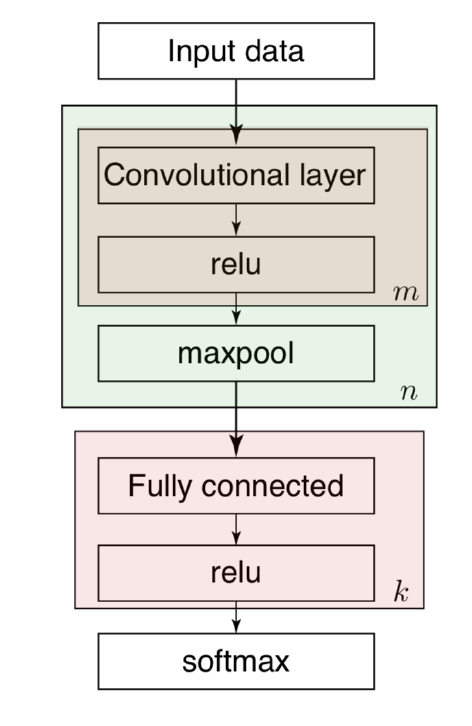 Input data
Convolutional layer
relu
m
maxpool
n
Fully connected
relu
k
softmax